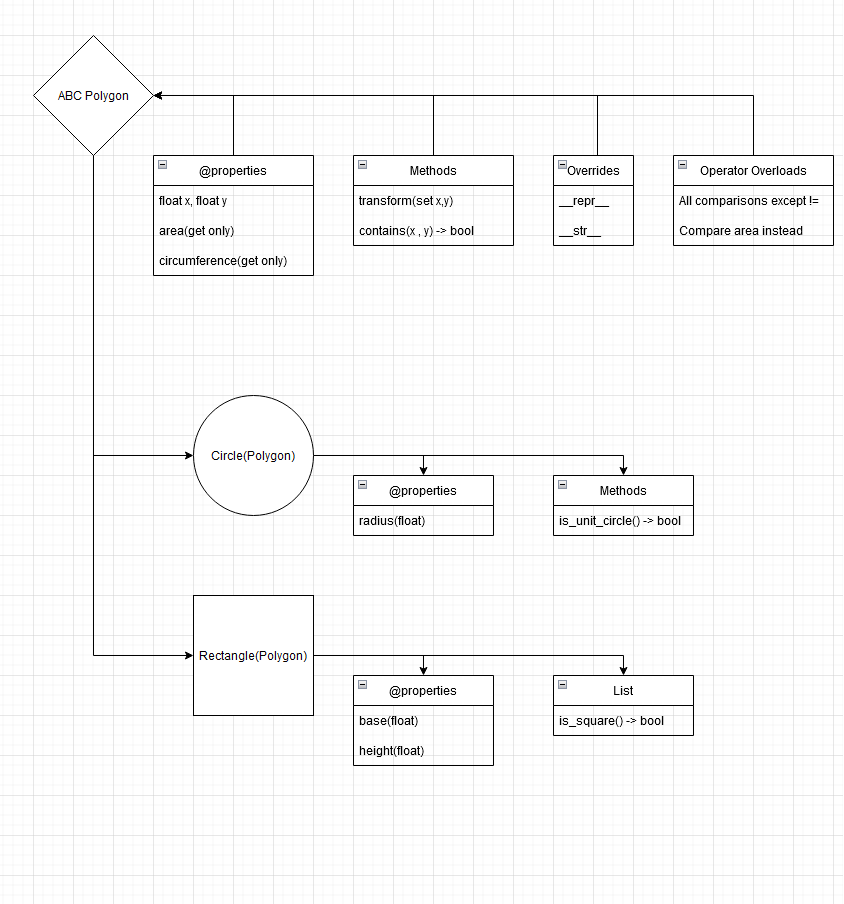 ABC Polygon
@properties
float x, float y
area(get only)
circumference(get only)
Methods
transform(set x,y)
contains(x , y) -> bool
Overrides
__repr__
__str__
Operator Overloads
All comparisons except !=
Compare area instead
Circle(Polygon)
@properties
radius(float)
Methods
is_unit_circle() -> bool
Rectangle(Polygon)
@properties
base(float)
height(float)
List
is_square() -> bool